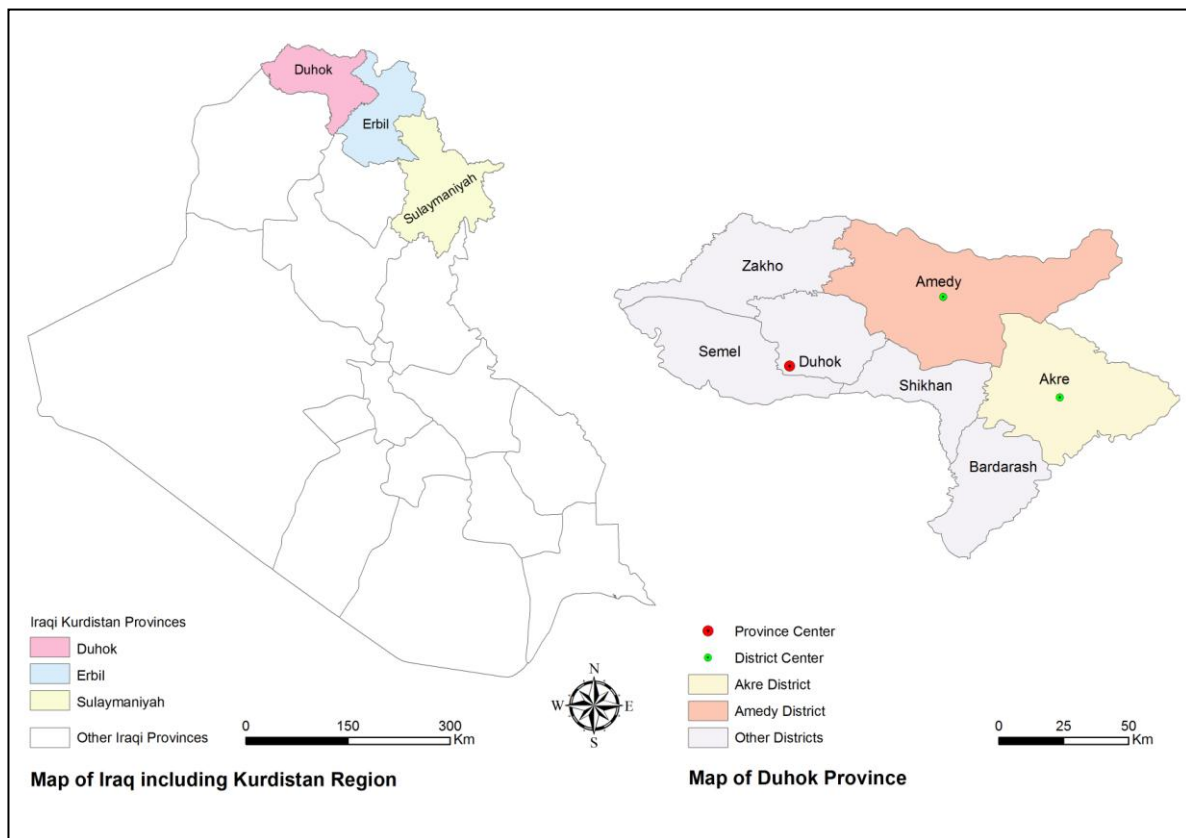 Duhok
Erbil
Sulaymaniyah
Zakho
Amedy
Semel
Duhok
Shikhan
Akre
Bardarash
Iraqi Kurdistan Provinces
Duhok
Erbil
Sulaymaniyah
Other Iraqi Provinces
0 150 300
Km
Map of Iraq including Kurdistan Region
N
W E
S
Province Center
District Center
Akre District
Amedy District
Other Districts
0 25 50
Km
Map of Duhok Province